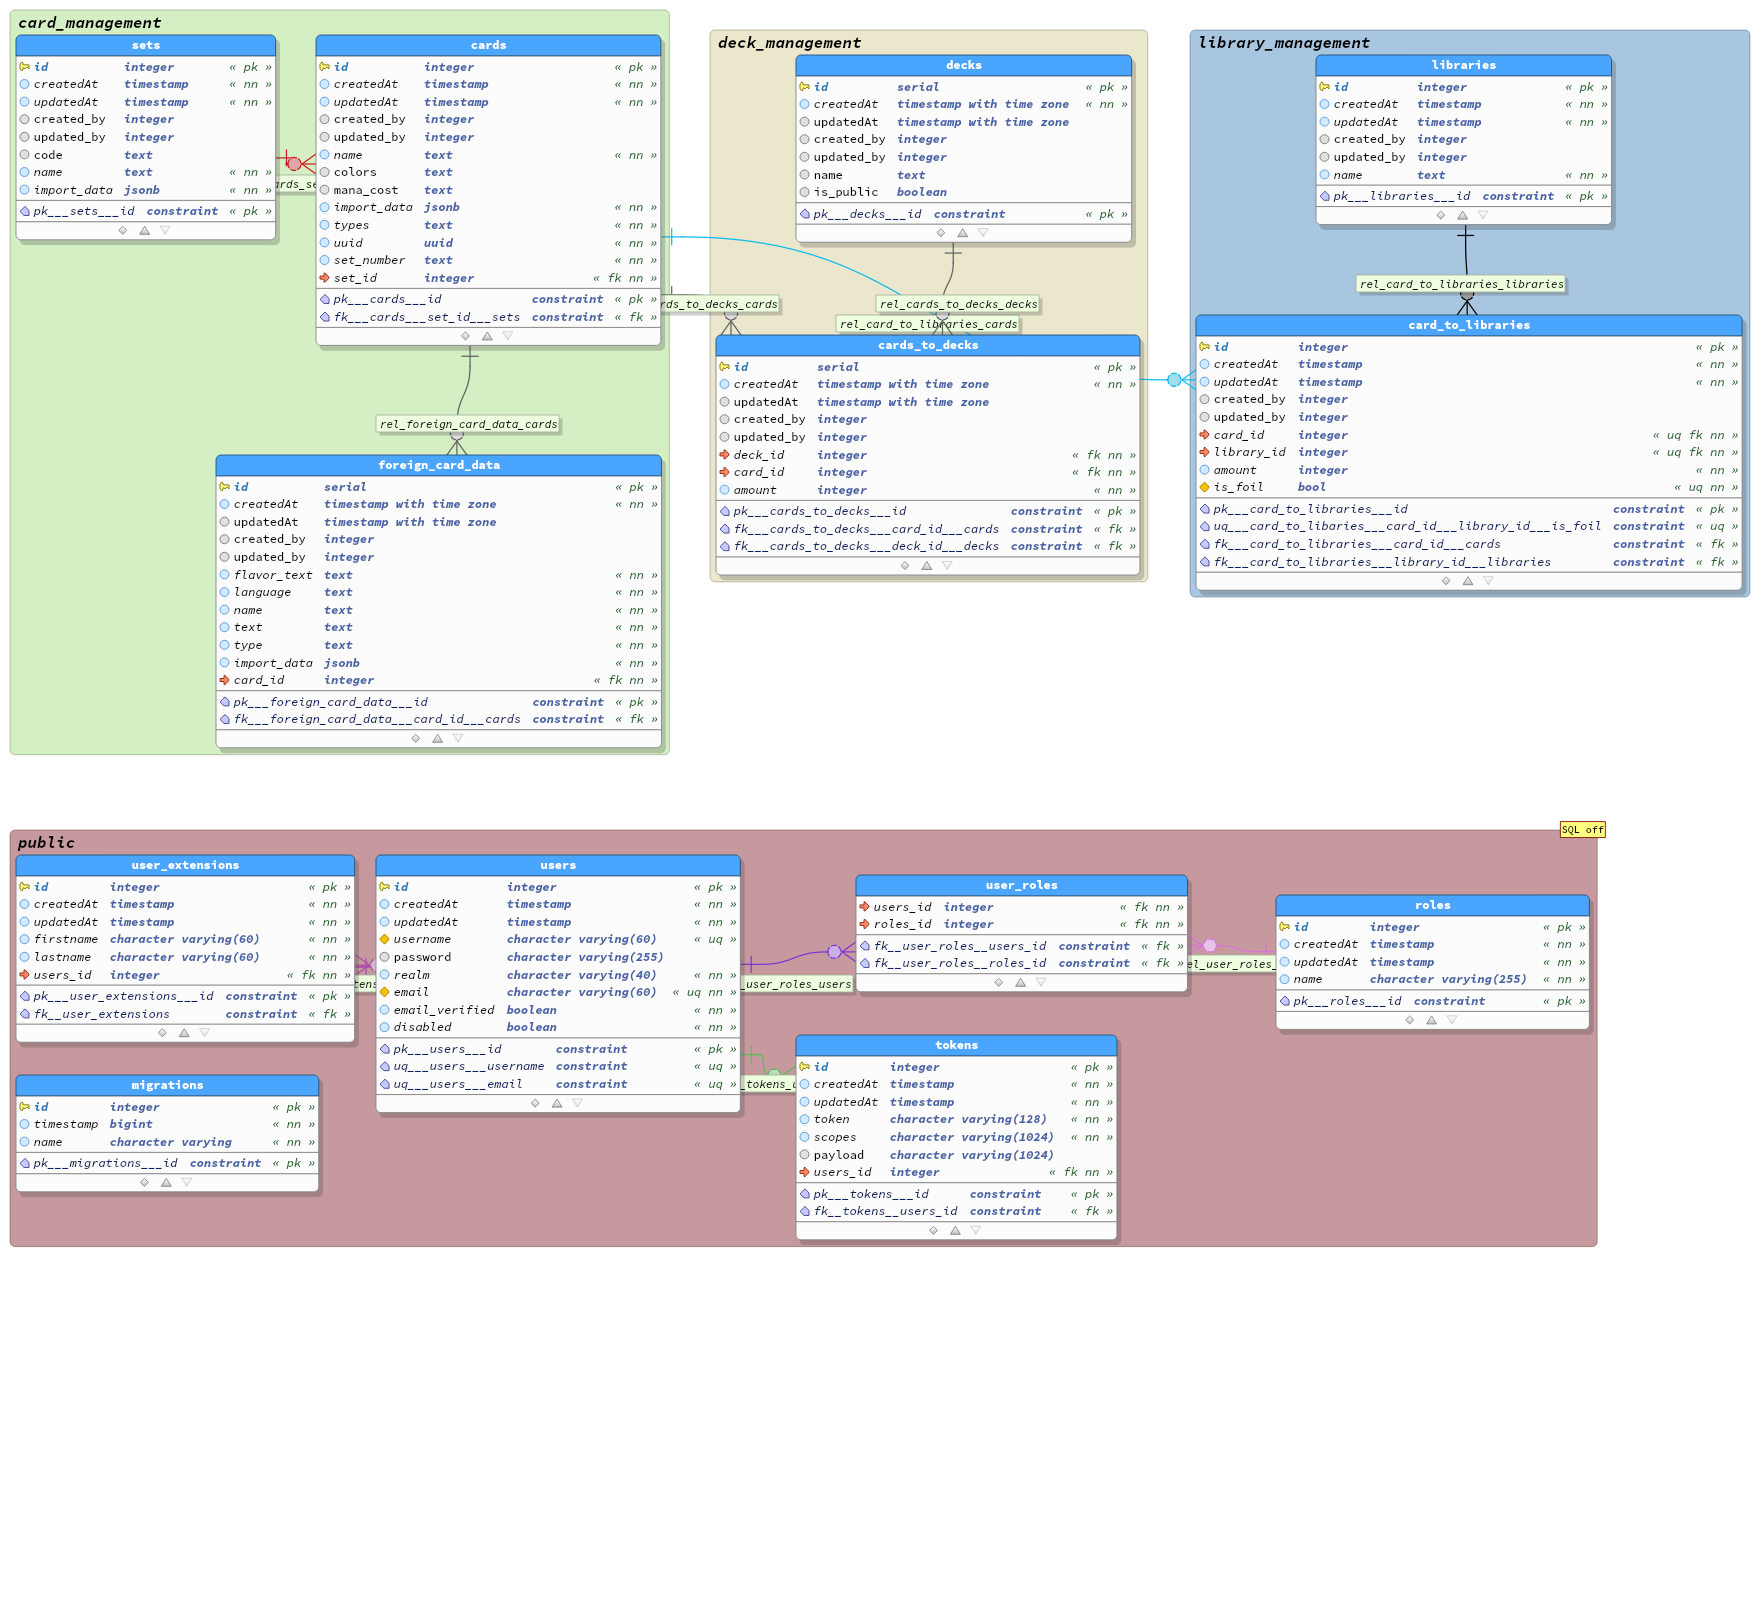 card_management
sets
id integer « pk »
createdAt timestamp « nn »
updatedAt timestamp « nn »
created_by integer
updated_by integer
code text
name text « nn »
import_data jsonb « nn »
pk___sets___id constraint « pk »
cards
id integer « pk »
createdAt timestamp « nn »
updatedAt timestamp « nn »
created_by integer
updated_by integer
name text « nn »
colors text
mana_cost text
import_data jsonb « nn »
types text « nn »
uuid uuid « nn »
set_number text « nn »
set_id integer « fk nn »
pk___cards___id constraint « pk »
fk___cards___set_id___sets constraint « fk »
rel_foreign_card_data_cards
foreign_card_data
id serial « pk »
createdAt timestamp with time zone « nn »
updatedAt timestamp with time zone
created_by integer
updated_by integer
flavor_text text « nn »
language text « nn »
name text « nn »
text text « nn »
type text « nn »
import_data jsonb « nn »
card_id integer « fk nn »
pk___foreign_card_data___id constraint « pk »
fk___foreign_card_data___card_id___cards constraint « fk »
deck_management
decks
id serial « pk »
createdAt timestamp with time zone « nn »
updatedAt timestamp with time zone
created_by integer
updated_by integer
name text
is_public boolean
pk___decks___id constraint « pk »
rds_to_decks_cards
rel_cards_to_decks_decks
rel_card_to_libraries_cards
cards_to_decks
id serial « pk »
createdAt timestamp with time zone « nn »
updatedAt timestamp with time zone
created_by integer
updated_by integer
deck_id integer « fk nn »
card_id integer « fk nn »
amount integer « nn »
pk___cards_to_decks___id constraint « pk »
fk___cards_to_decks___card_id___cards constraint « fk »
fk___cards_to_decks___deck_id___decks constraint « fk »
library_management
libraries
id integer « pk »
createdAt timestamp « nn »
updatedAt timestamp « nn »
created_by integer
updated_by integer
name text « nn »
pk___libraries___id constraint « pk »
rel_card_to_libraries_libraries
card_to_libraries
id integer « pk »
createdAt timestamp « nn »
updatedAt timestamp « nn »
created_by integer
updated_by integer
card_id integer « uq fk nn »
library_id integer « uq fk nn »
amount integer « nn »
is_foil bool « uq nn »
pk___card_to_libraries___id constraint « pk »
uq___card_to_libaries___card_id___library_id___is_foil constraint « uq »
fk___card_to_libraries___card_id___cards constraint « fk »
fk___card_to_libraries___library_id___libraries constraint « fk »
public
SQL off
user_extensions
id integer « pk »
createdAt timestamp « nn »
updatedAt timestamp « nn »
firstname character varying(60) « nn »
lastname character varying(60) « nn »
users_id integer « fk nn »
pk___user_extensions___id constraint « pk »
fk__user_extensions constraint « fk »
migrations
id integer « pk »
timestamp bigint « nn »
name character varying « nn »
pk___migrations___id constraint « pk »
users
id integer « pk »
createdAt timestamp « nn »
updatedAt timestamp « nn »
username character varying(60) « uq »
password character varying(255)
realm character varying(40) « nn »
email character varying(60) « uq nn »
email_verified boolean « nn »
disabled boolean « nn »
pk___users___id constraint « pk »
uq___users___username constraint « uq »
uq___users___email constraint « uq »
_user_roles_users
user_roles
users_id integer « fk nn »
roles_id integer « fk nn »
fk__user_roles__users_id constraint « fk »
fk__user_roles__roles_id constraint « fk »
el_user_roles_
roles
id integer « pk »
createdAt timestamp « nn »
updatedAt timestamp « nn »
name character varying(255) « nn »
pk___roles___id constraint « pk »
tokens
id integer « pk »
createdAt timestamp « nn »
updatedAt timestamp « nn »
token character varying(128) « nn »
scopes character varying(1024) « nn »
payload character varying(1024)
users_id integer « fk nn »
pk___tokens___id constraint « pk »
fk__tokens__users_id constraint « fk »